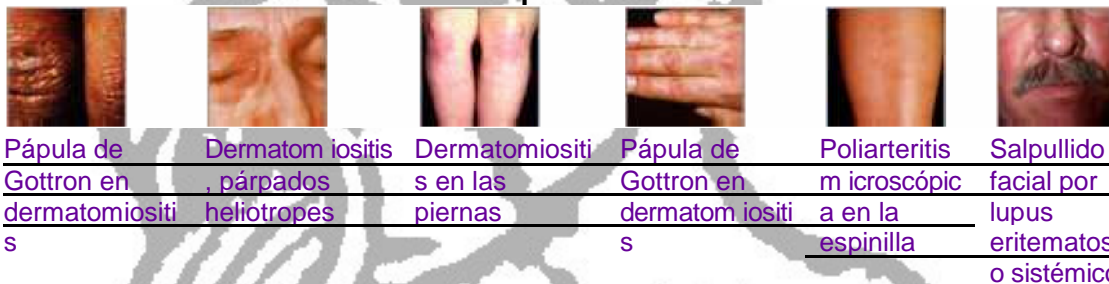 Pápula de
Gottron en
dermatomiositi
s
Dermatom iositis
, párpados
heliotropes
Dermatomiositi
s en las
piernas
Pápula de
Gottron en
dermatom iositi
s
Poliarteritis
m icroscópic
a en la
espinilla
Salpullido
facial por
lupus
eritematos
o sistémico